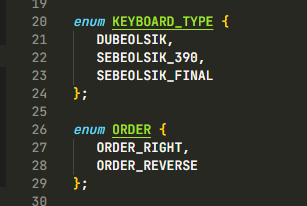 19
20 enum KEYBOARD_TYPE {
21 DUBEOLSIK,
22 SEBEOLSIK_390,
23 SEBEOLSIK_FINAL
24 };
25
26 enum ORDER {
27 ORDER_RIGHT,
28 ORDER_REVERSE
29 };
30